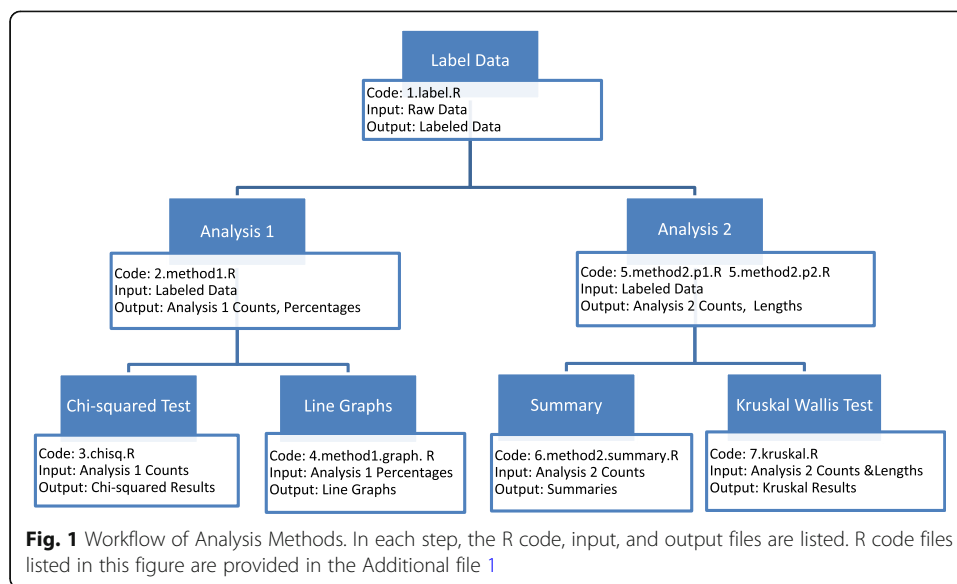 Label Data
Code: 1.label.R
Input: Raw Data
Output: Labeled Data
Analysis 1
Code: 2.method1.R
Input: Labeled Data
Output: Analysis 1 Counts, Percentages
Analysis 2
Code: 5.method2.p1.R 5.method2.p2.R
Input: Labeled Data
Output: Analysis 2 Counts, Lengths
Chi-squared Test
Code: 3.chisq.R
Input: Analysis 1 Counts
Output: Chi-squared Results
Line Graphs
Code: 4.method1.graph. R
Input: Analysis 1 Percentages
Output: Line Graphs
Summary
Code: 6.method2.summary.R
Input: Analysis 2 Counts
Output: Summaries
Kruskal Wallis Test
Code: 7.kruskal.R
Input: Analysis 2 Counts &Lengths
Output: Kruskal Results
Fig. 1 Workflow of Analysis Methods. In each step, the R code, input, and output files are listed. R code files
listed in this figure are provided in the Additional file 1